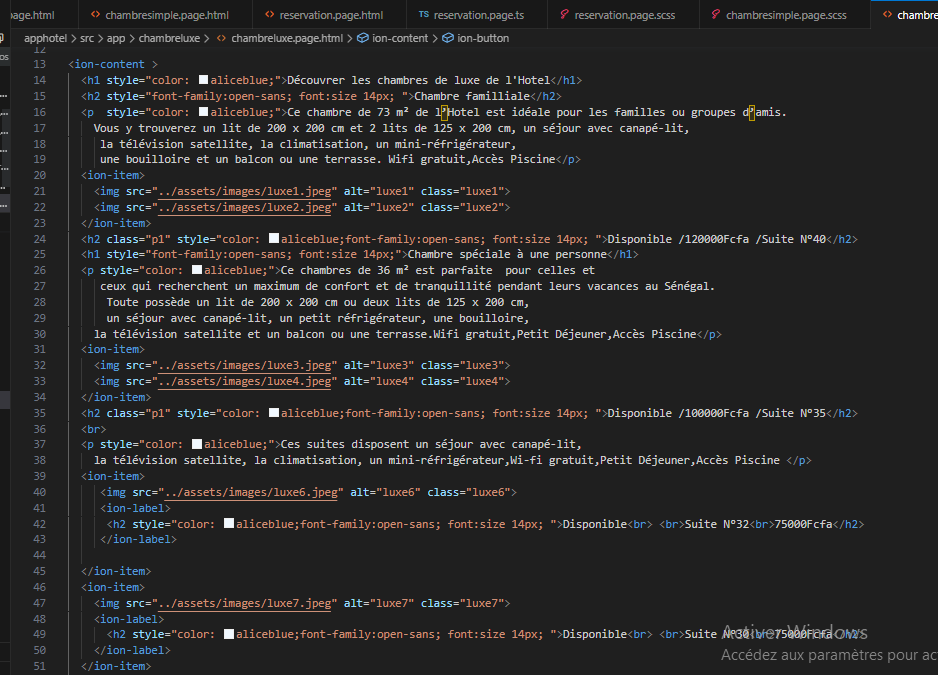 page.html
chambresimple.page.html
reservation.page.html
TS reservation.page.ts
reservation.page.scss
chambresimple.page.scss
chambre
apphotel > src > app > chambreluxe > chambreluxe.page.html > ion-content > ion-button
12
13 <ion-content >
14 <h1 style="color: aliceblue;">Découvrer les chambres de luxe de l'Hotel</h1>
15 <h2 style="font-family:open-sans; font:size 14px; ">Chambre familliale</h2>
16 <p  style="color: aliceblue;">Ce chambre de 73 m² de l’Hotel est idéale pour les familles ou groupes d’amis.
17 Vous y trouverez un lit de 200 x 200 cm et 2 lits de 125 x 200 cm, un séjour avec canapé-lit,
18 la télévision satellite, la climatisation, un mini-réfrigérateur,
19 une bouilloire et un balcon ou une terrasse. Wifi gratuit,Accès Piscine</p>
20 <ion-item>
21 <img src="../assets/images/luxe1.jpeg" alt="luxe1" class="luxe1">
22 <img src="../assets/images/luxe2.jpeg" alt="luxe2" class="luxe2">
23 </ion-item>
24 <h2 class="p1" style="color: aliceblue;font-family:open-sans; font:size 14px; ">Disponible /120000Fcfa /Suite N°40</h2>
25 <h1 style="font-family:open-sans; font:size 14px;">Chambre spéciale à une personne</h1>
26 <p style="color: aliceblue;">Ce chambres de 36 m² est parfaite  pour celles et
27 ceux qui recherchent un maximum de confort et de tranquillité pendant leurs vacances au Sénégal.
28 Toute possède un lit de 200 x 200 cm ou deux lits de 125 x 200 cm,
29 un séjour avec canapé-lit, un petit réfrigérateur, une bouilloire,
30 la télévision satellite et un balcon ou une terrasse.Wifi gratuit,Petit Déjeuner,Accès Piscine</p>
31 <ion-item>
32 <img src="../assets/images/luxe3.jpeg" alt="luxe3" class="luxe3">
33 <img src="../assets/images/luxe4.jpeg" alt="luxe4" class="luxe4">
34 </ion-item>
35 <h2 class="p1" style="color: aliceblue;font-family:open-sans; font:size 14px; ">Disponible /100000Fcfa /Suite N°35</h2>
36 <br>
37 <p style="color: aliceblue;">Ces suites disposent un séjour avec canapé-lit,
38 la télévision satellite, la climatisation, un mini-réfrigérateur,Wi-fi gratuit,Petit Déjeuner,Accès Piscine </p>
39 <ion-item>
40 <img src="../assets/images/luxe6.jpeg" alt="luxe6" class="luxe6">
41 <ion-label>
42 <h2 style="color: aliceblue;font-family:open-sans; font:size 14px; ">Disponible<br> <br>Suite N°32<br>75000Fcfa</h2>
43 </ion-label>
44
45 </ion-item>
46 <ion-item>
47 <img src="../assets/images/luxe7.jpeg" alt="luxe7" class="luxe7">
48 <ion-label>
49 <h2 style="color: aliceblue;font-family:open-sans; font:size 14px; ">Disponible<br> <br>Suite N°30<br>75000Fcfa</h2>
50 </ion-label>
51 </ion-item>
Activer Windows
Accédez aux paramètres pour ac